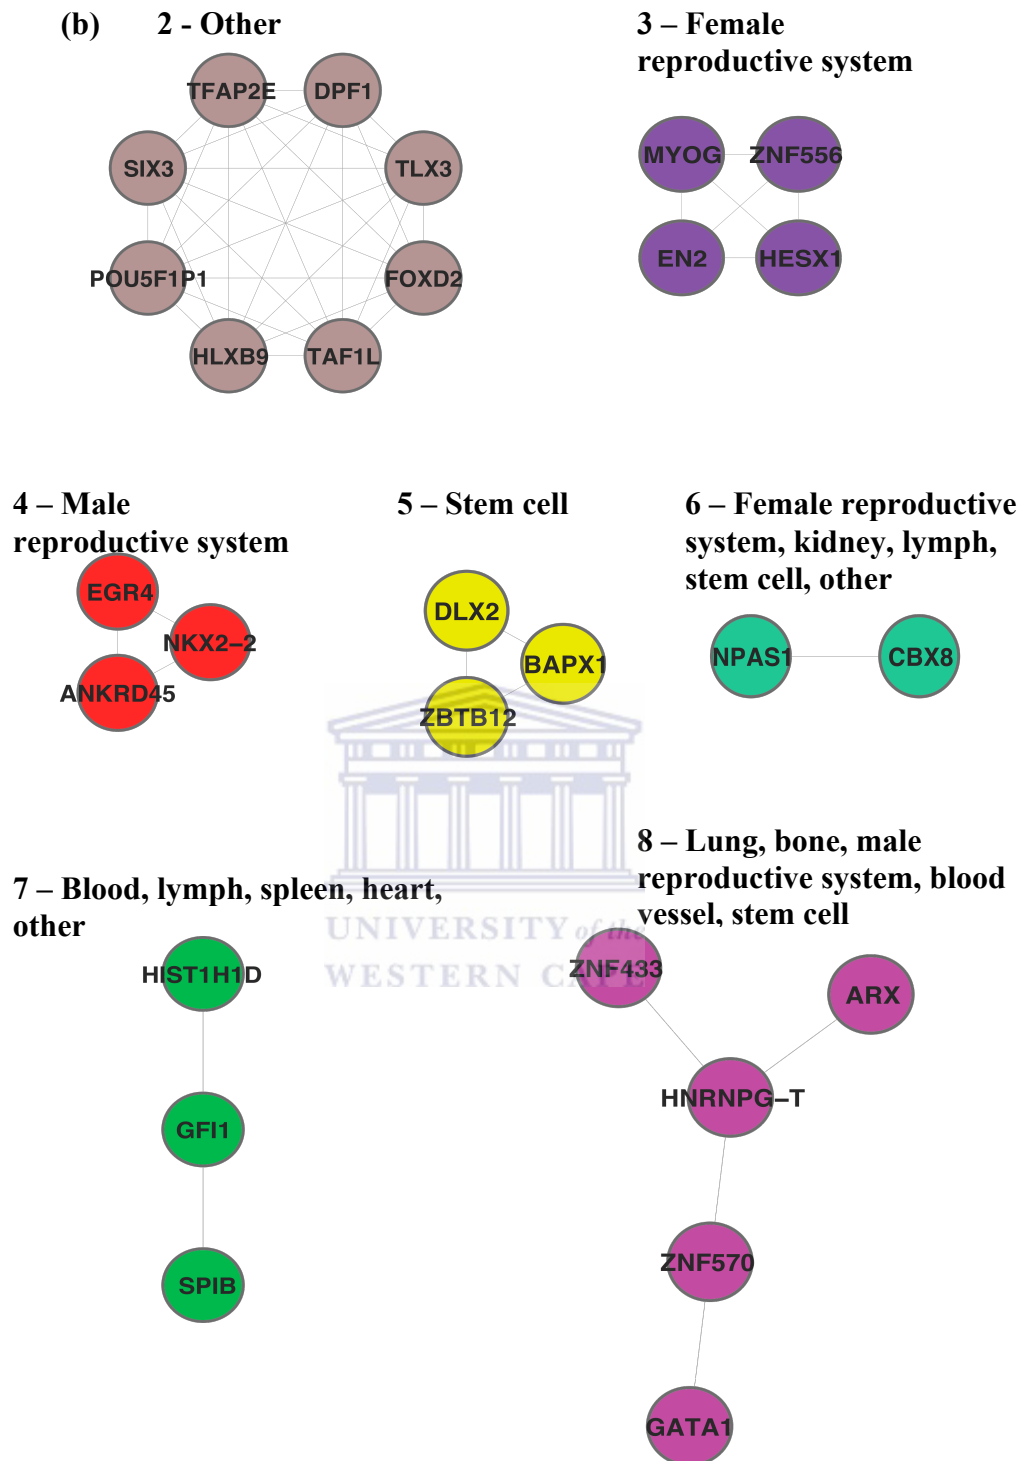 (b) 2 - Other
3 – Female
reproductive system
TFAP2E DPF1
SIX3 TLX3
POU5F1P1 FOXD2
HLXB9 TAF1L
MYOG ZNF556
EN2 HESX1
4 – Male
reproductive system
EGR4
NKX2–2
ANKRD45
5 – Stem cell
DLX2
BAPX1
ZBTB12
6 – Female reproductive
system, kidney, lymph,
stem cell, other
NPAS1 CBX8
7 – Blood, lymph, spleen, heart,
other
HIST1H1D
GFI1
SPIB
8 – Lung, bone, male
reproductive system, blood
vessel, stem cell
ZNF433
ARX
HNRNPG–T
ZNF570
GATA1
UNIVERSITY of the
WESTERN CAPE